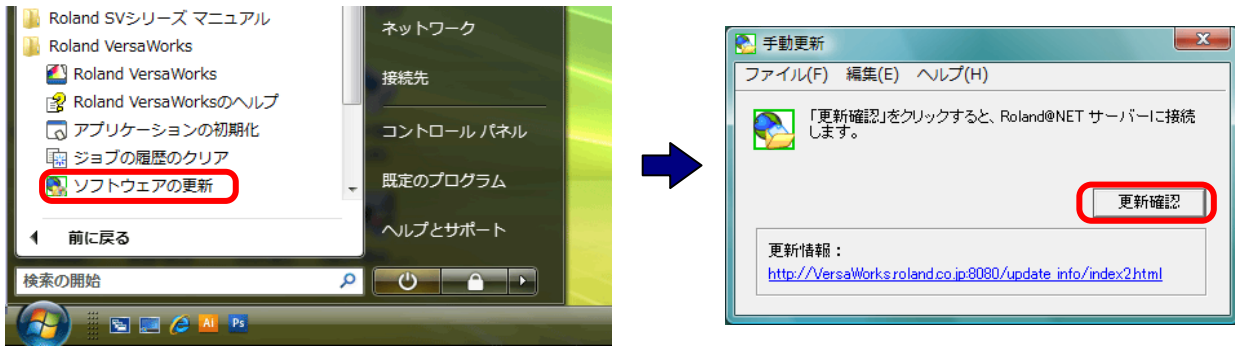 Roland SVシリーズ マニュアル
Roland VersaWorks
Roland VersaWorks
Roland VersaWorksのヘルプ
アプリケーションの初期化
ジョブの履歴のクリア
ソフトウェアの更新
前に戻る
検索の開始
ネットワーク
接続先
コントロール パネル
既定のプログラム
ヘルプとサポート
Ai
Ps
手動更新
ファイル(F) 編集(E) ヘルプ(H)
「更新確認」をクリックすると、Roland@NET サーバーに接続
します。
更新確認
更新情報：
http://VersaWorks.roland.co.jp:8080/update_info/index2.html